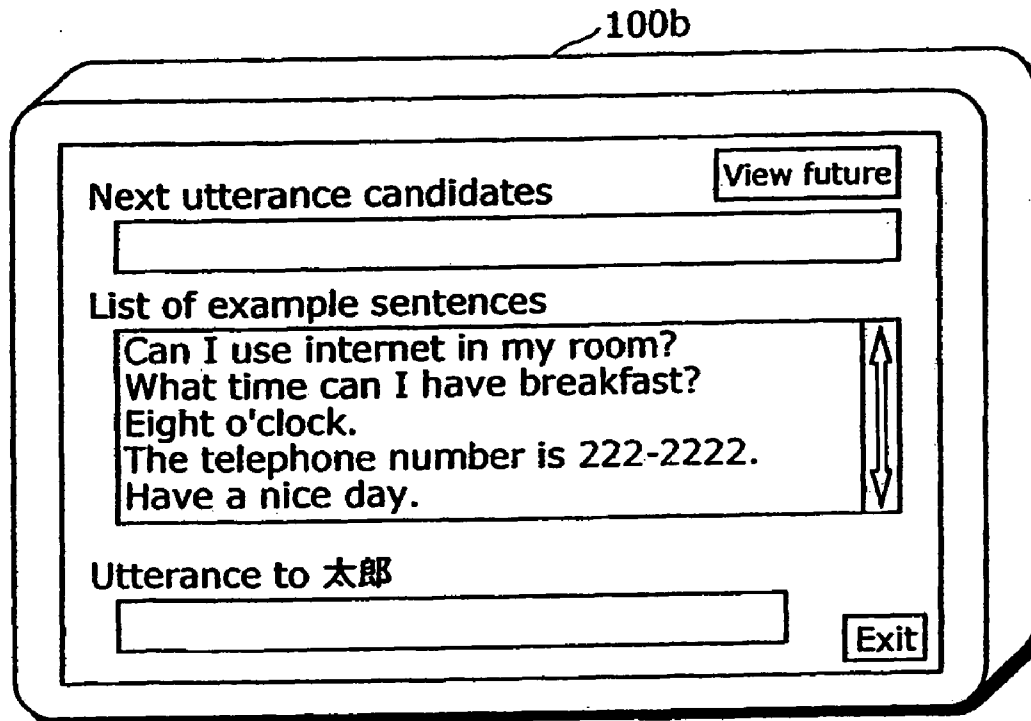 100b
View future
Next utterance candidates
List of example sentences
Can I use internet in my room?
What time can I have breakfast?
Eight o'clock.
The telephone number is 222-2222.
Have a nice day.
Utterance to 太郎
Exit